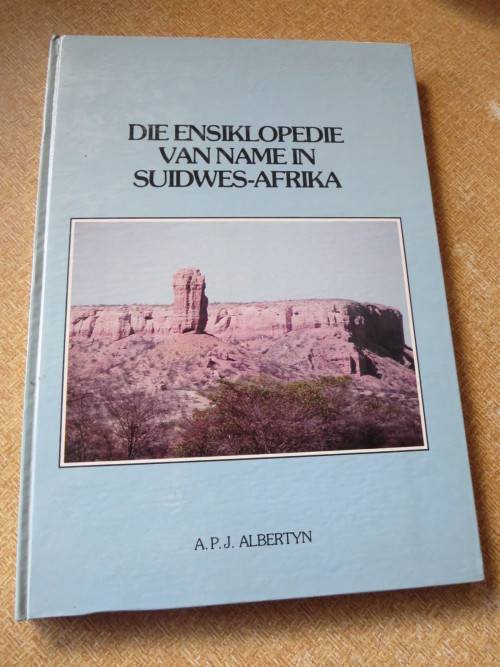 DIE ENSIKLOPEDIE
VAN NAME IN
SUIDWES-AFRIKA
A.P.J. ALBERTYN